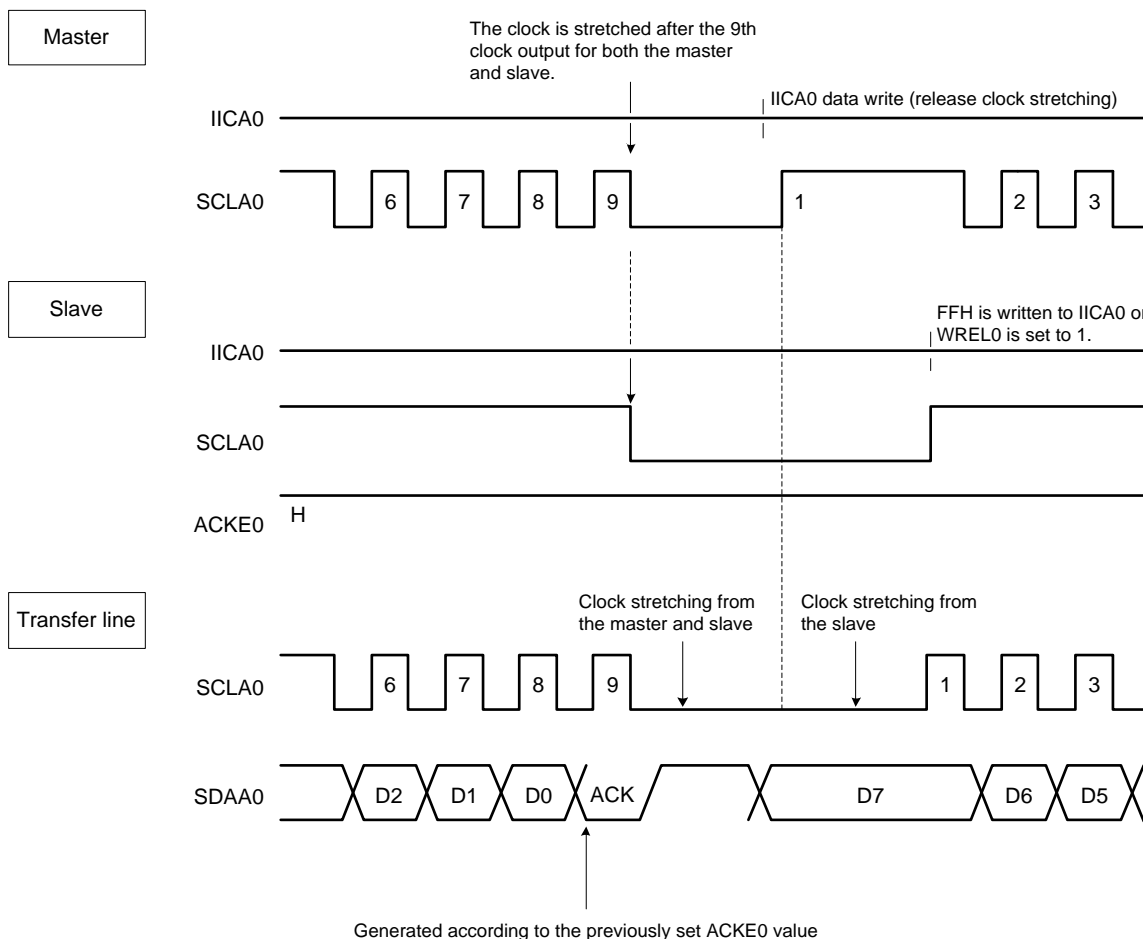 Master
The clock is stretched after the 9th
clock output for both the master
and slave.
IICA0 data write (release clock stretching)
IICA0
SCLA0
6 7 8 9 1 2 3
Slave
FFH is written to IICA0 or
WREL0 is set to 1.
IICA0
SCLA0
H
ACKE0
Transfer line
Clock stretching from
the master and slave
Clock stretching from
the slave
SCLA0
6 7 8 9 1 2 3
SDAA0
D2 D1 D0 ACK D7 D6 D5
Generated according to the previously set ACKE0 value